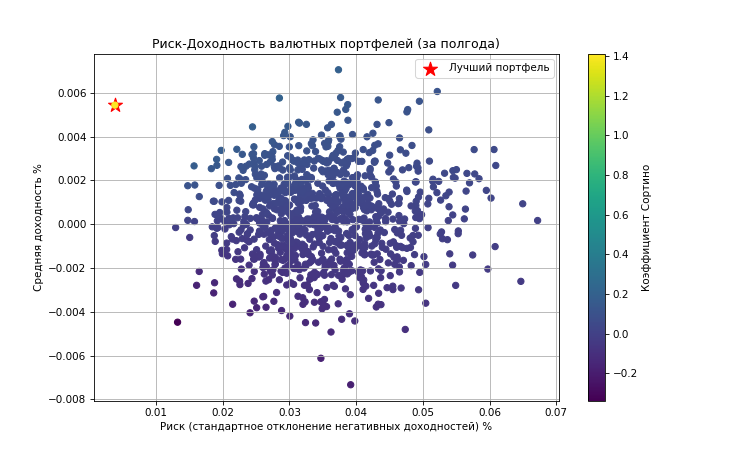 Риск-Доходность валютных портфелей (за полгода)
Лучший портфель
Средняя доходность %
0.006
0.004
0.002
0.000
−0.002
−0.004
−0.006
−0.008
0.01 0.02 0.03 0.04 0.05 0.06 0.07
Риск (стандартное отклонение негативных доходностей) %
1.4
1.2
1.0
0.8
0.6
0.4
0.2
0.0
−0.2
Коэффициент Сортино